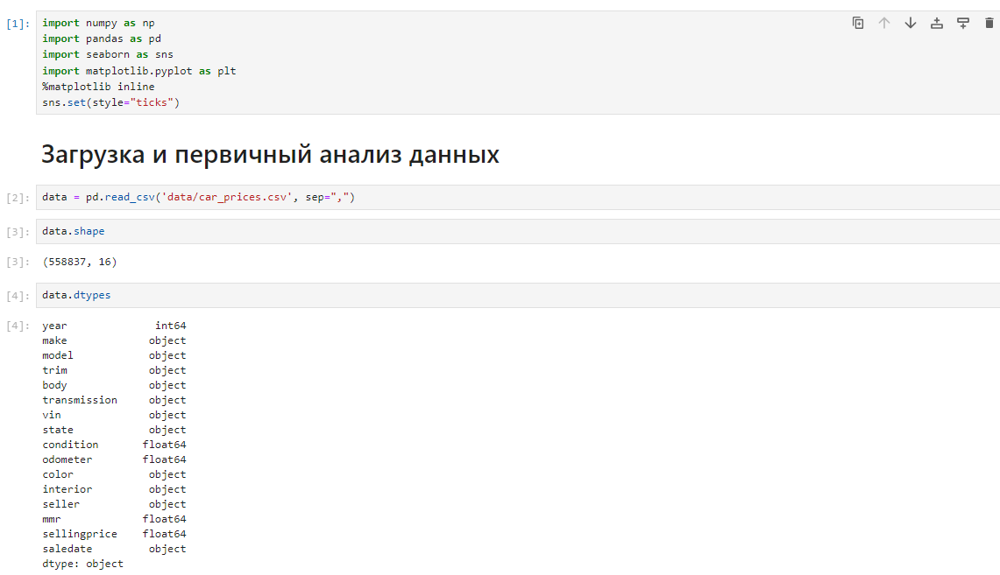 [1]: import numpy as np
import pandas as pd
import seaborn as sns
import matplotlib.pyplot as plt
%matplotlib inline
sns.set(style="ticks")
Загрузка и первичный анализ данных
[2]: data = pd.read_csv('data/car_prices.csv', sep=",")
[3]: data.shape
[3]: (558837, 16)
[4]: data.dtypes
[4]: year int64
make object
model object
trim object
body object
transmission object
vin object
state object
condition float64
odometer float64
color object
interior object
seller object
mmr float64
sellingprice float64
saledate object
dtype: object